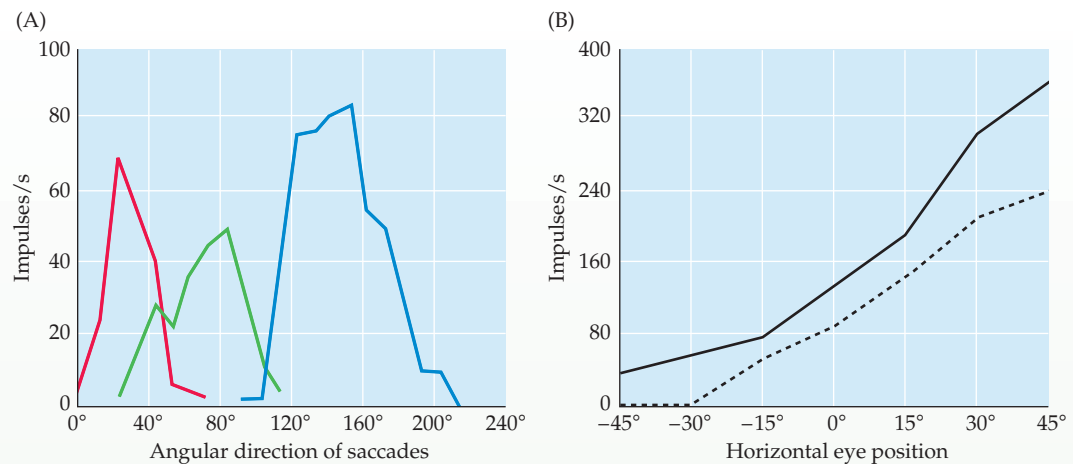 (A)
100
80
60
40
20
0
Impulses/s
0° 40° 80° 120° 160° 200° 240°
Angular direction of saccades
(B)
400
320
240
160
80
0
Impulses/s
−45° −30° −15° 0° 15° 30° 45°
Horizontal eye position